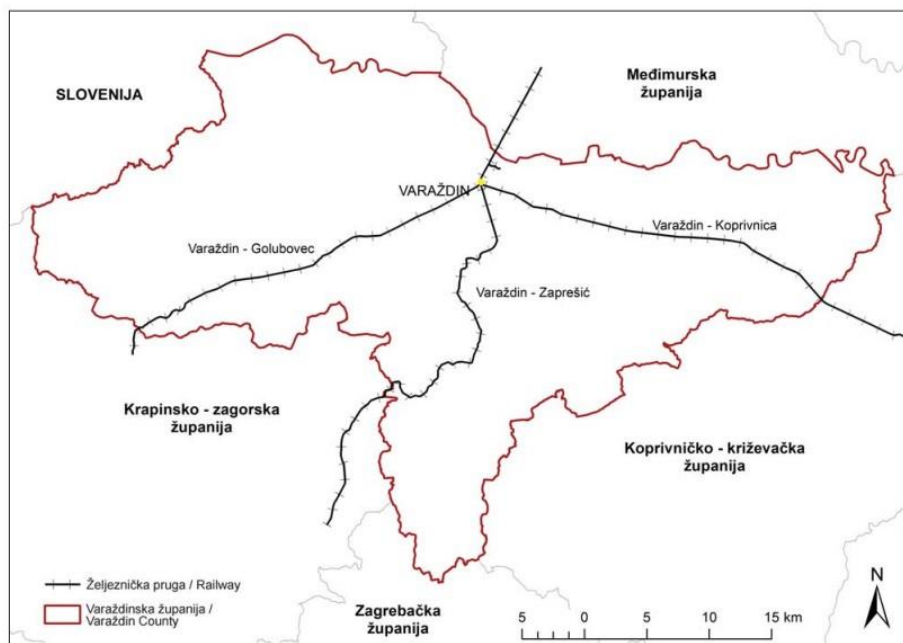 SLOVENIJA
Međimurska
županija
VARAŽDIN
Varaždin - Koprivnica
Varaždin - Golubovec
Varaždin - Zaprešić
Krapinsko - zagorska
županija
Koprivničko - križevačka
županija
Željeznička pruga / Railway
Varaždinska županija /
Varaždin County
Zagrebačka
županija
N
5 0 5 10 15 km